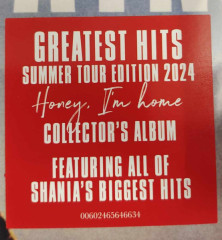 GREATEST HITS
SUMMER TOUR EDITION 2024
Honey, I'm home
COLLECTOR'S ALBUM
FEATURING ALL OF
SHANIA'S BIGGEST HITS
00602465646634